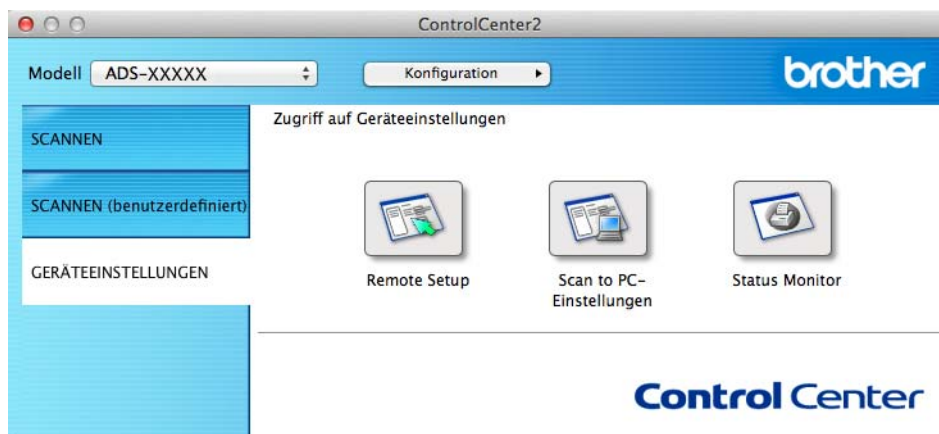 ControlCenter2
Modell ADS-XXXXX Konfiguration brother
SCANNEN
SCANNEN (benutzerdefiniert)
GERÄTEEINSTELLUNGEN
Zugriff auf Geräteeinstellungen
Remote Setup
Scan to PC-
Einstellungen
Status Monitor
Control Center